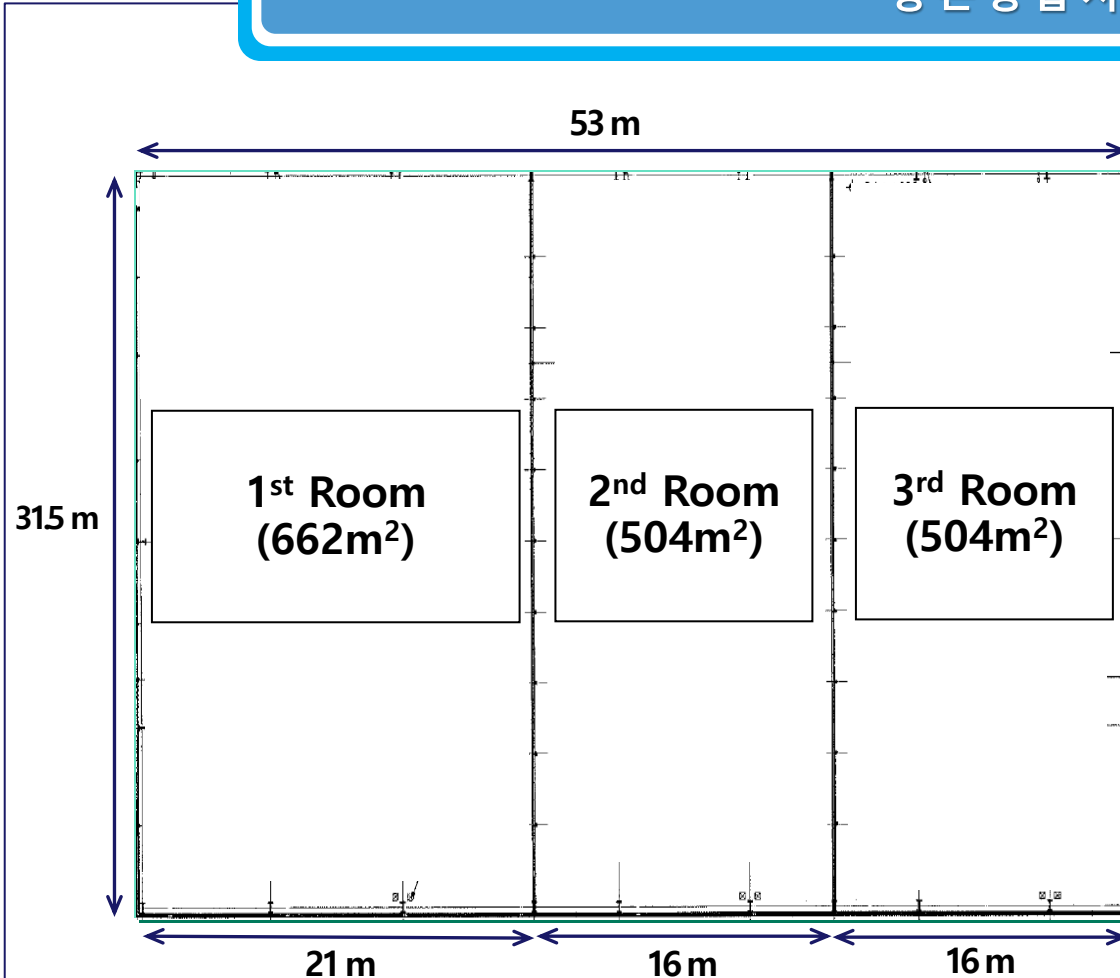 53 m
31.5 m
1st Room
(662m2)
2nd Room
(504m2)
3rd Room
(504m2)
21 m
16 m
16 m